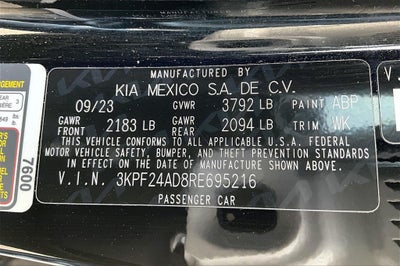 MANUFACTURED BY
KIA MEXICO S.A. DE C.V.
09/23 GVWR 3792 LB PAINT ABP
GAWR FRONT 2183 LB GAWR REAR 2094 LB TRIM WK
THIS VEHICLE CONFORMS TO ALL APPLICABLE U.S.A. FEDERAL
MOTOR VEHICLE SAFETY, BUMPER, AND THEFT PREVENTION STANDARDS
IN EFFECT ON THE DATE OF MANUFACTURE SHOWN ABOVE.
V.I.N. 3KPF24AD8RE695216
PASSENGER CAR
7600